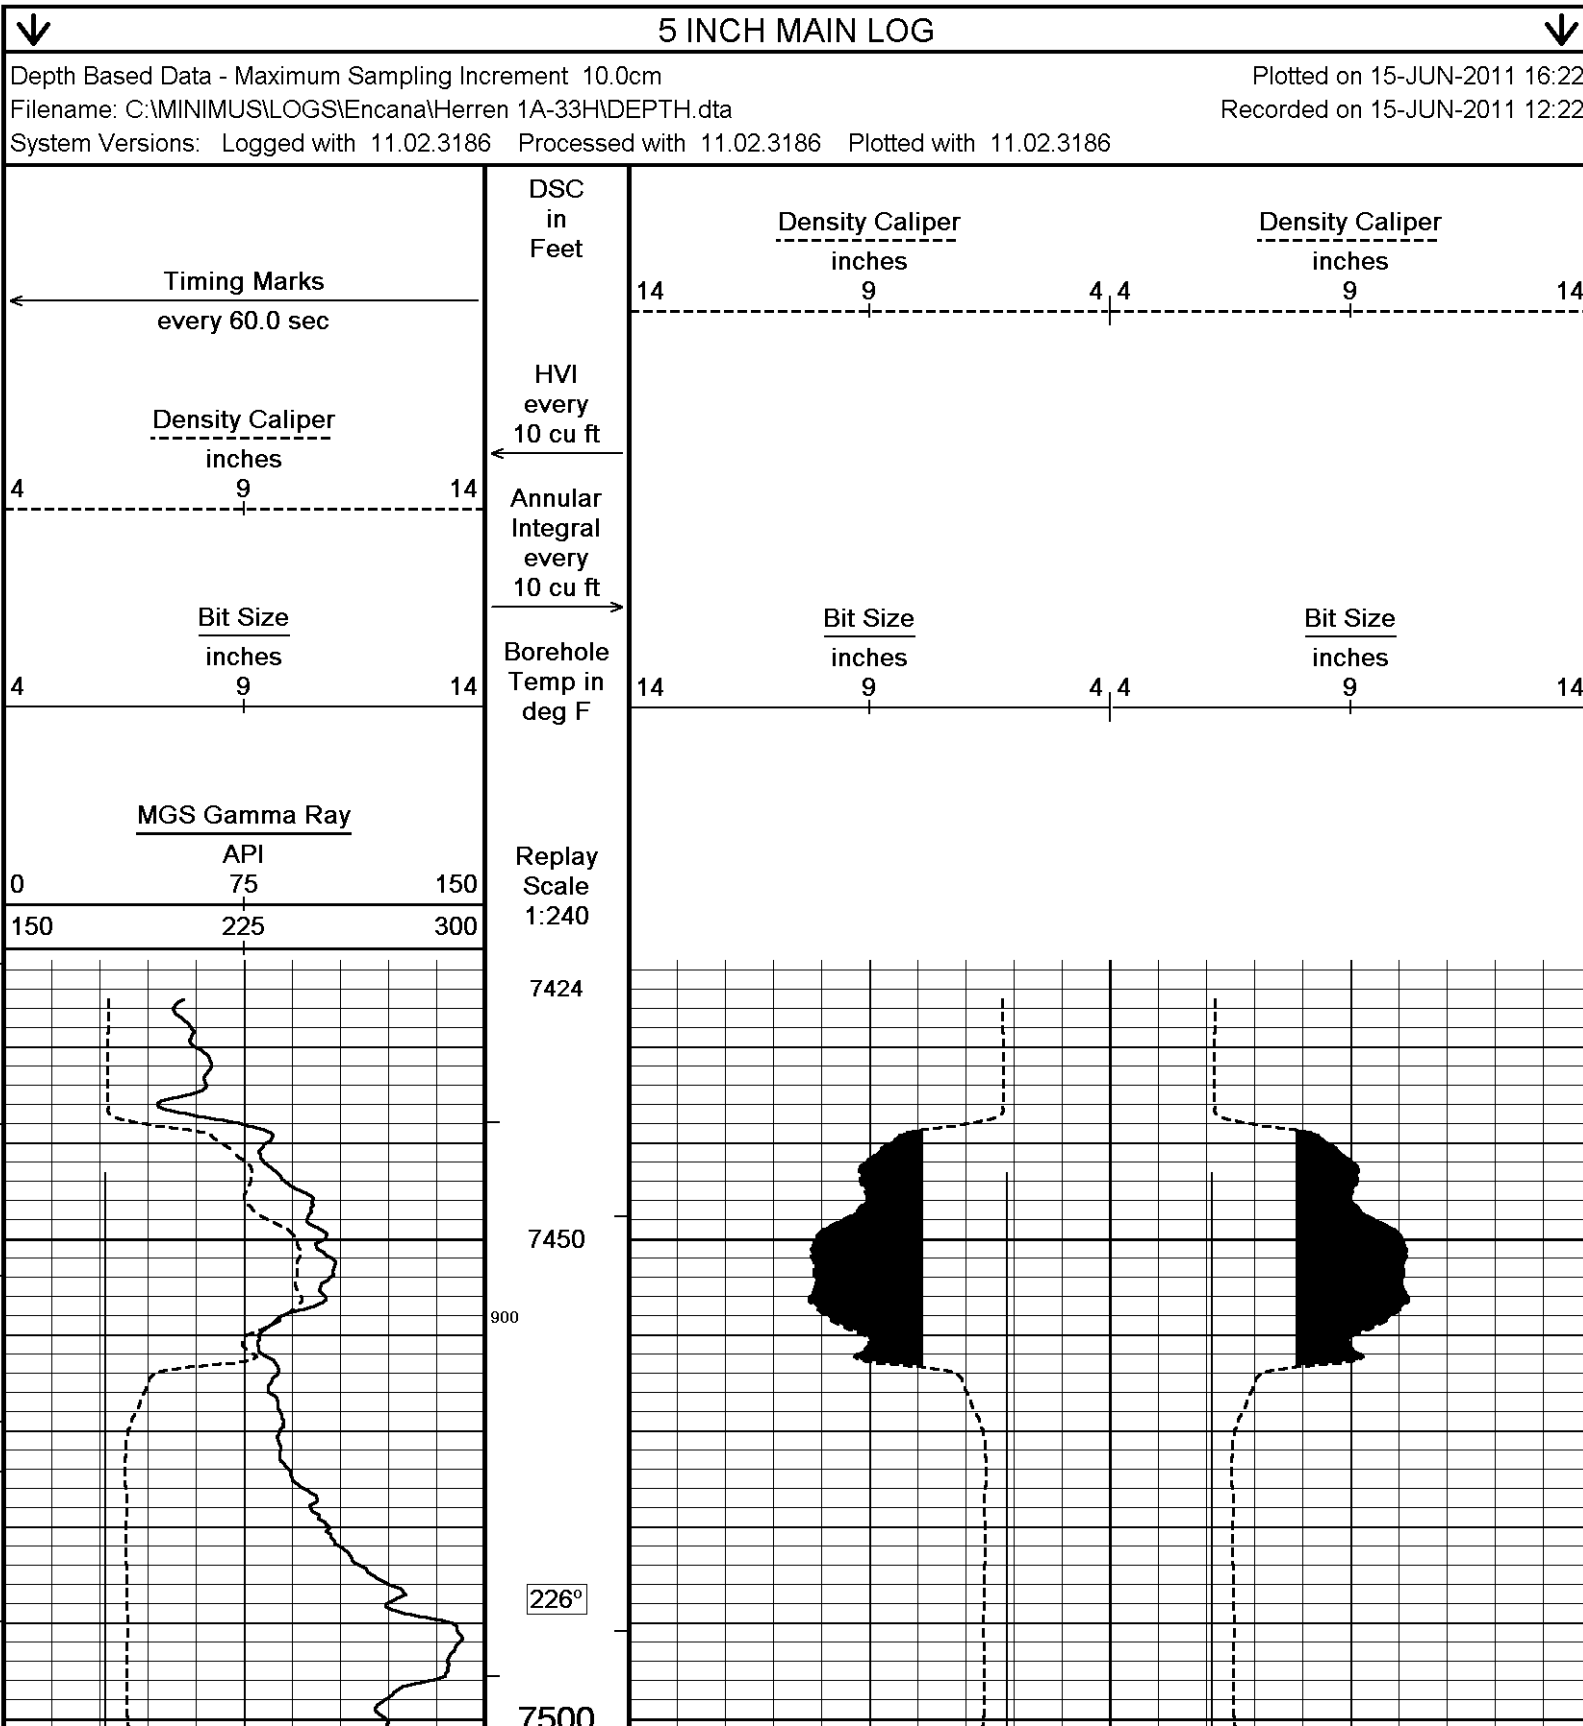 5 INCH MAIN LOG
Depth Based Data - Maximum Sampling Increment 10.0cm
Plotted on 15-JUN-2011 16:22
Filename: C:\MINIMUS\LOGS\Encana\Herren 1A-33H\DEPTH.dta
Recorded on 15-JUN-2011 12:22
System Versions: Logged with 11.02.3186 Processed with 11.02.3186 Plotted with 11.02.3186
Timing Marks
every 60.0 sec
Density Caliper
inches
4 9 14
Bit Size
inches
4 9 14
MGS Gamma Ray
API
0 75 150
150 225 300
DSC
in
Feet
HVI
every
10 cu ft
Annular
Integral
every
10 cu ft
Borehole
Temp in
deg F
Replay
Scale
1:240
7424
7450
900
226º
7500
Density Caliper
inches
14 9 4
Density Caliper
inches
4 9 14
Bit Size
inches
14 9 4
Bit Size
inches
4 9 14